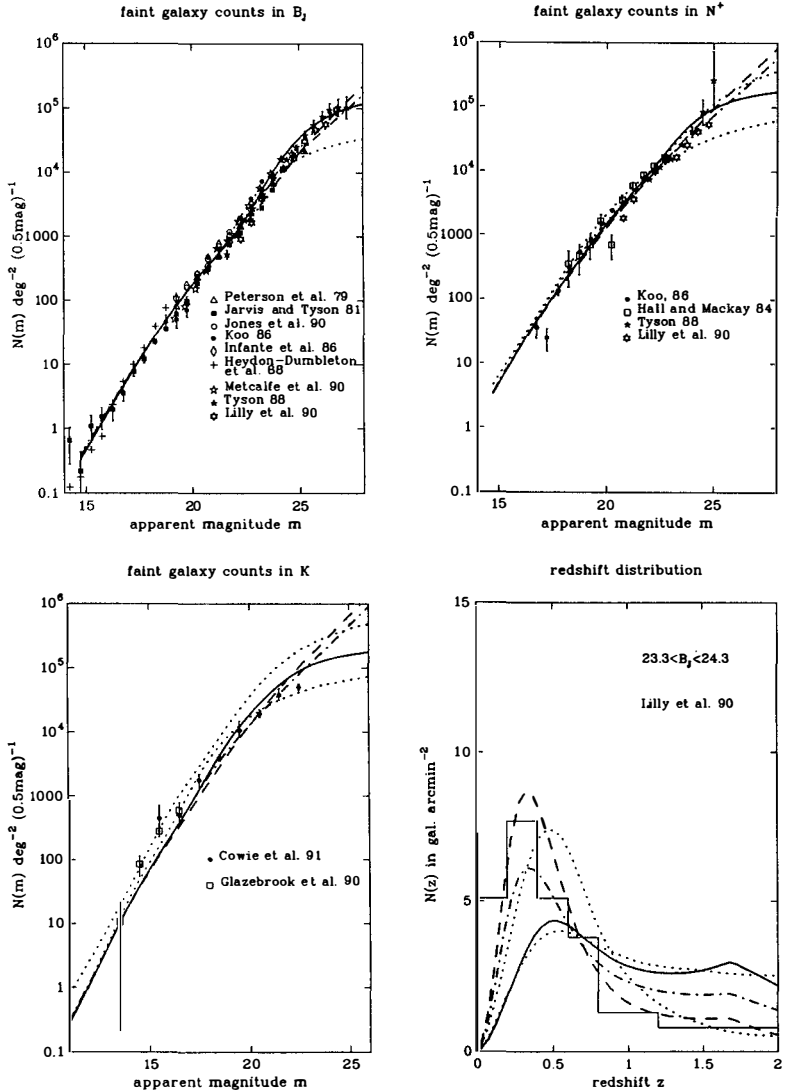 faint galaxy counts in B_J
10^6
10^5
10^4
1000
100
10
1
0.1
N(m) deg^-2 (0.5mag)^-1
△ Peterson et al. 79
▪ Jarvis and Tyson 81
○ Jones et al. 90
• Koo 86
◊ Infante et al. 86
+ Heydon-Dumbleton
et al. 88
☆ Metcalfe et al. 90
★ Tyson 88
✡ Lilly et al. 90
15 20 25
apparent magnitude m
faint galaxy counts in N^+
10^6
10^5
10^4
1000
100
10
1
0.1
N(m) deg^-2 (0.5mag)^-1
• Koo, 86
□ Hall and Mackay 84
★ Tyson 88
✡ Lilly et al. 90
15 20 25
apparent magnitude m
faint galaxy counts in K
10^6
10^5
10^4
1000
100
10
1
0.1
N(m) deg^-2 (0.5mag)^-1
• Cowie et al. 91
□ Glazebrook et al. 90
15 20 25
apparent magnitude m
redshift distribution
15
10
5
0
N(z) in gal. arcmin^-2
23.3<B_J<24.3
Lilly et al. 90
0 0.5 1 1.5 2
redshift z